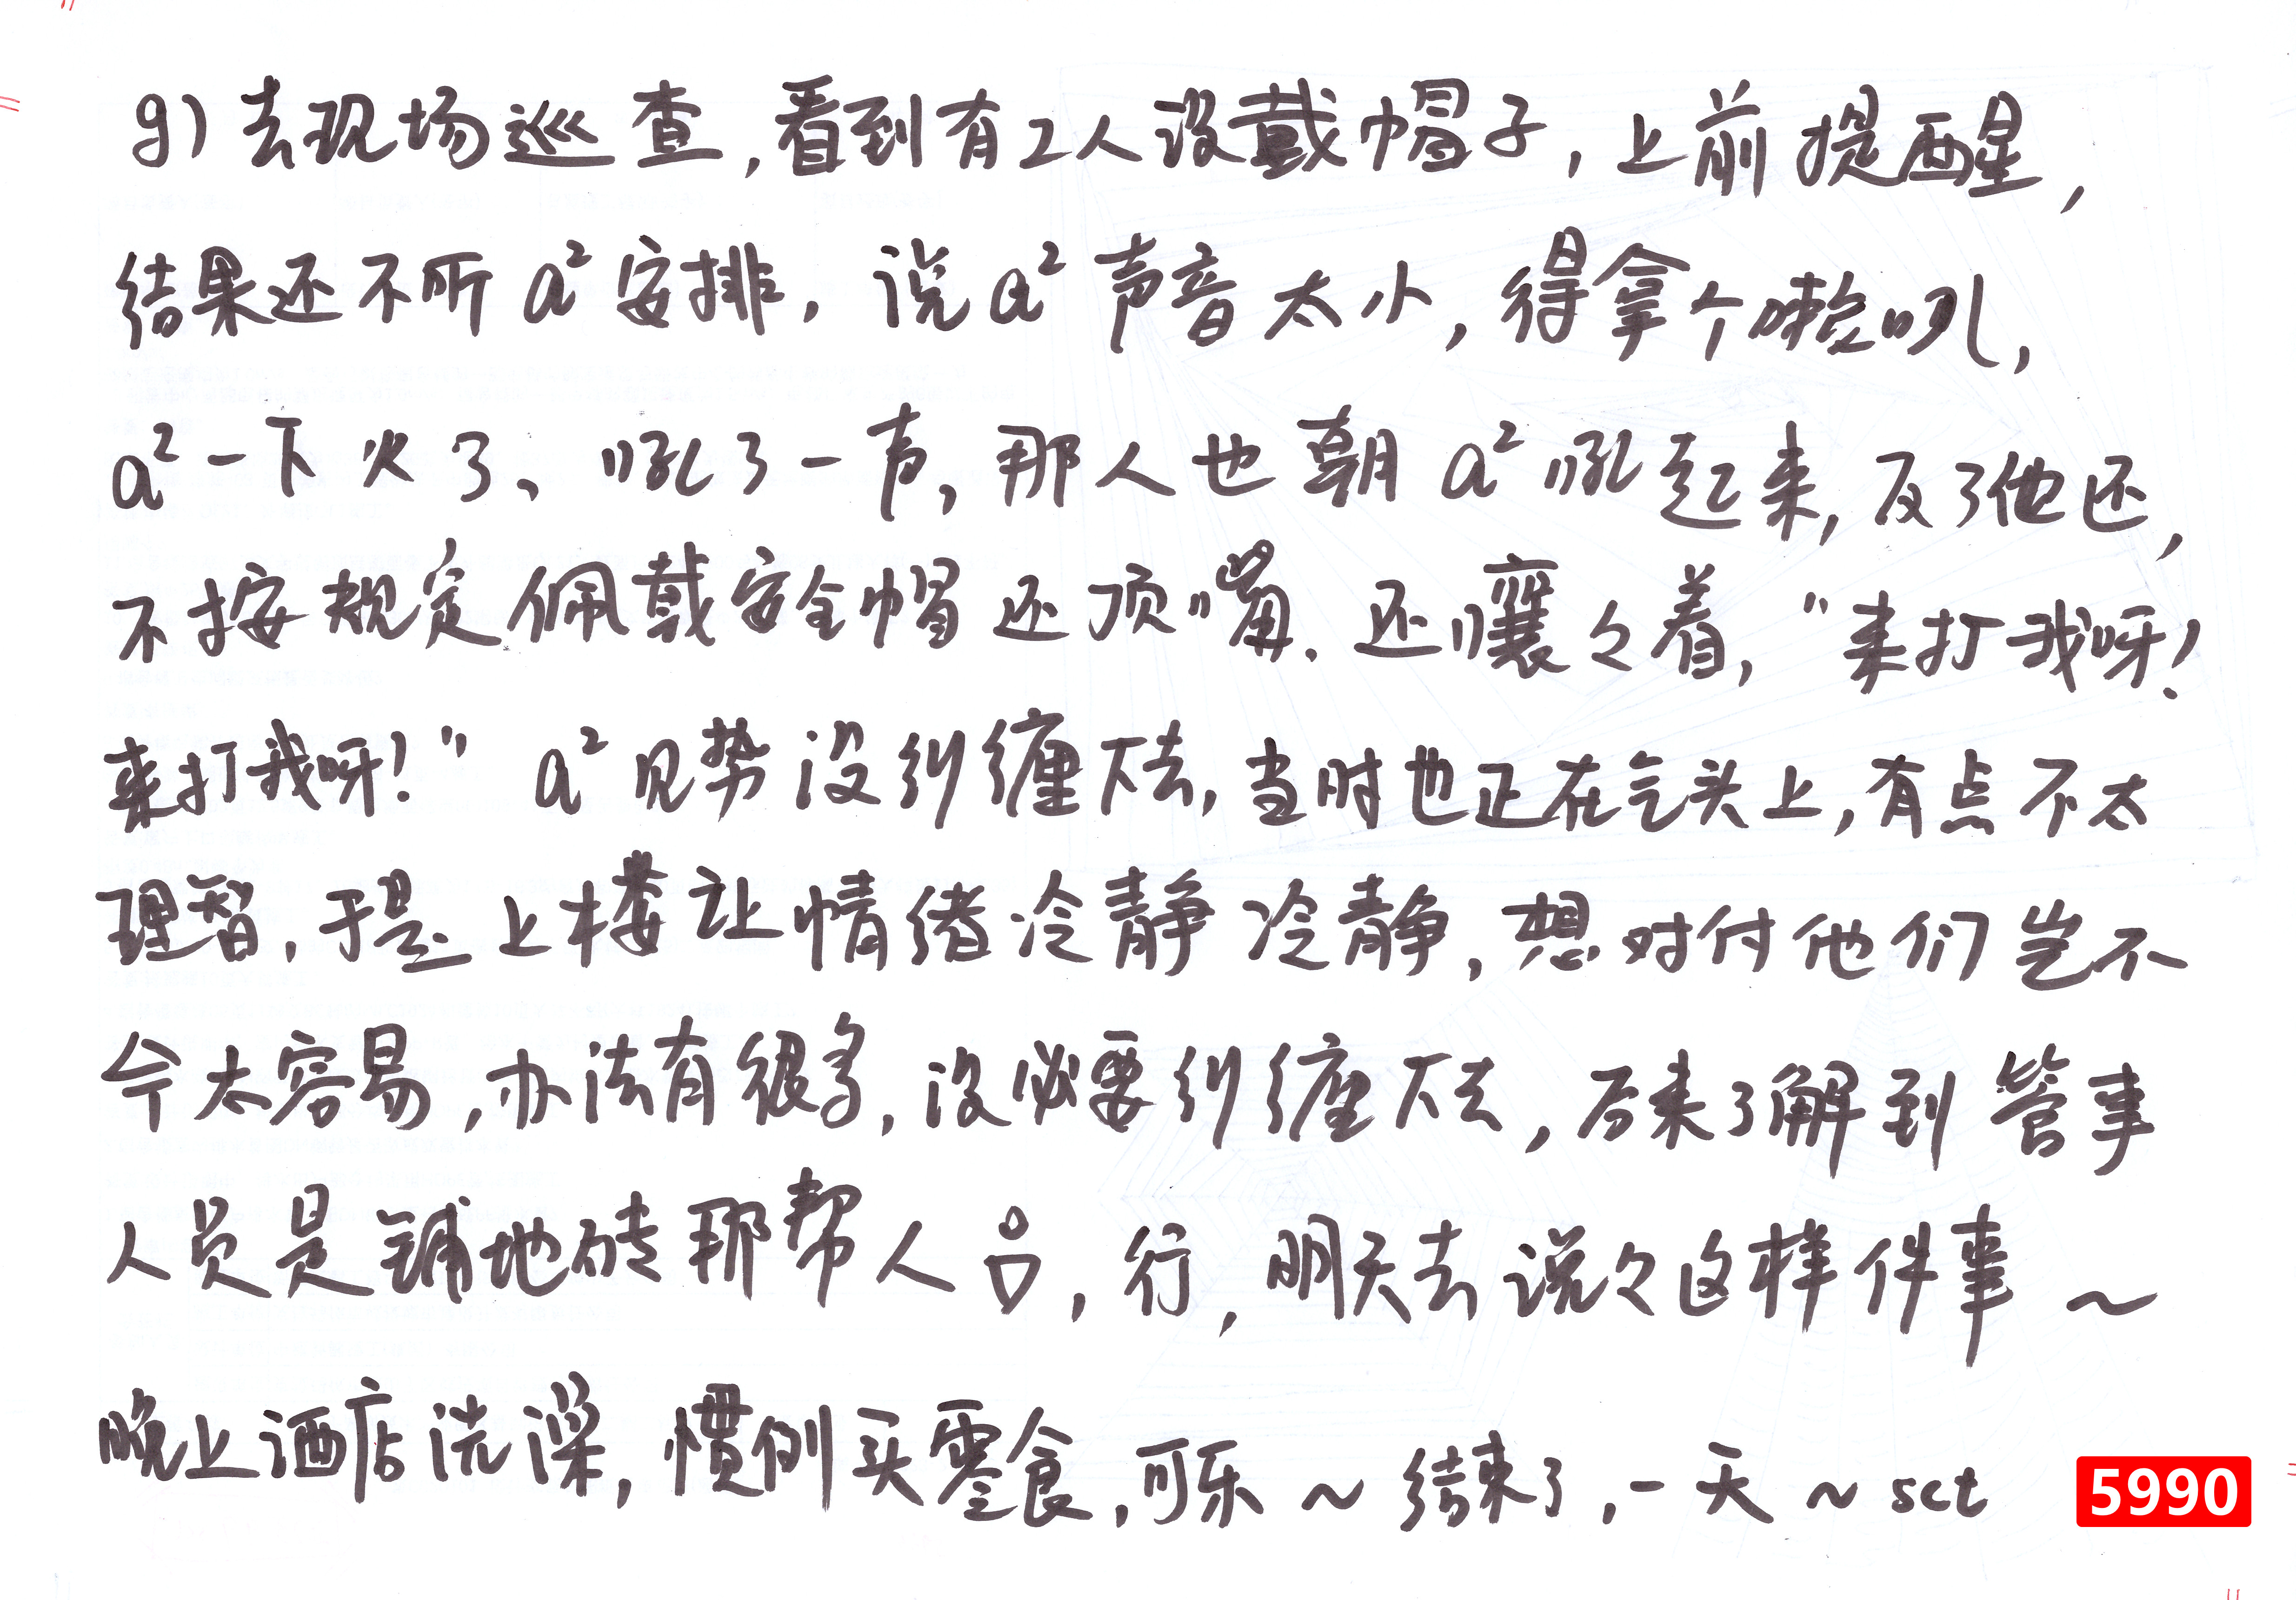 9) 去现场巡查,看到有2人没戴帽子,上前提醒,
结果还不听a²安排,说a²声音太小,得拿个喇叭,
a²一下火了、吼了一声,那人也朝a²吼起来,反了他还,
不按规定佩戴安全帽还顶嘴.还嚷々着,“来打我呀!
来打我呀!” a²见势没纠缠下去,当时也正在气头上,有点不太
理智,于是上楼让情绪冷静冷静,想对付他们岂不
今太容易,办法有很多,没必要纠缠下去,后来了解到管事
人员是铺地砖那帮人,行,明天去说々这样件事~
晚上酒店洗澡,惯例买零食,可乐~结束了,一天~sct
5990